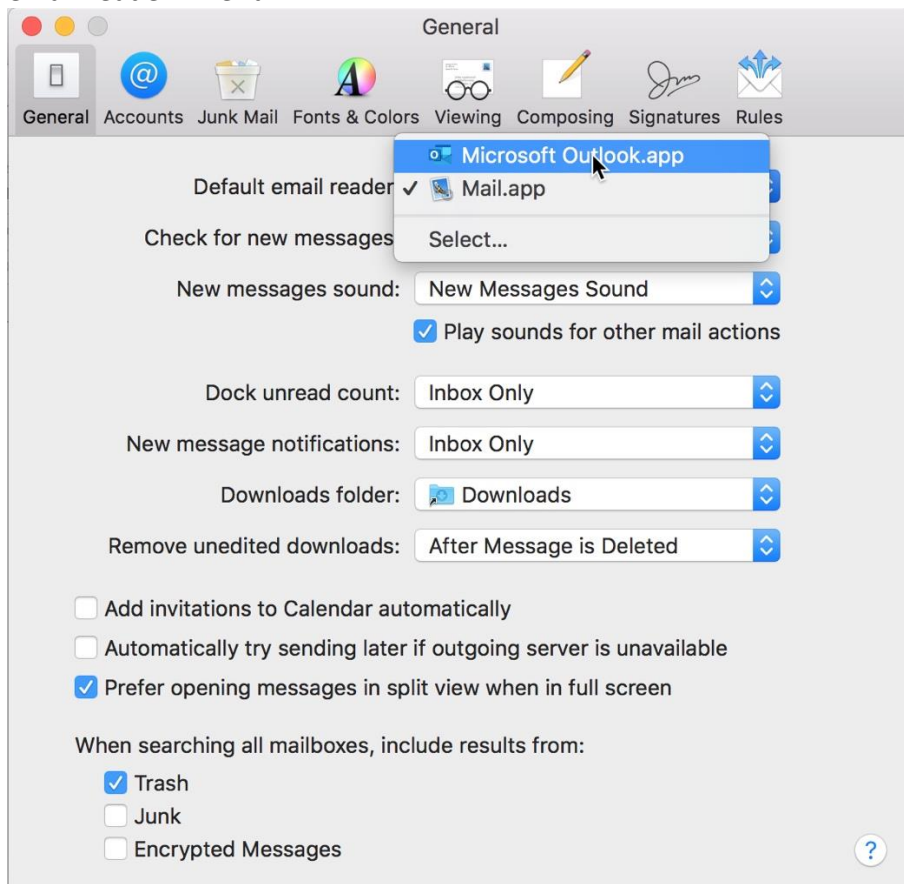 General
General Accounts Junk Mail Fonts & Colors Viewing Composing Signatures Rules
Microsoft Outlook.app
Default email reader ✓ Mail.app
Check for new messages Select...
New messages sound: New Messages Sound
Play sounds for other mail actions
Dock unread count: Inbox Only
New message notifications: Inbox Only
Downloads folder: Downloads
Remove unedited downloads: After Message is Deleted
Add invitations to Calendar automatically
Automatically try sending later if outgoing server is unavailable
Prefer opening messages in split view when in full screen
When searching all mailboxes, include results from:
Trash
Junk
Encrypted Messages
?